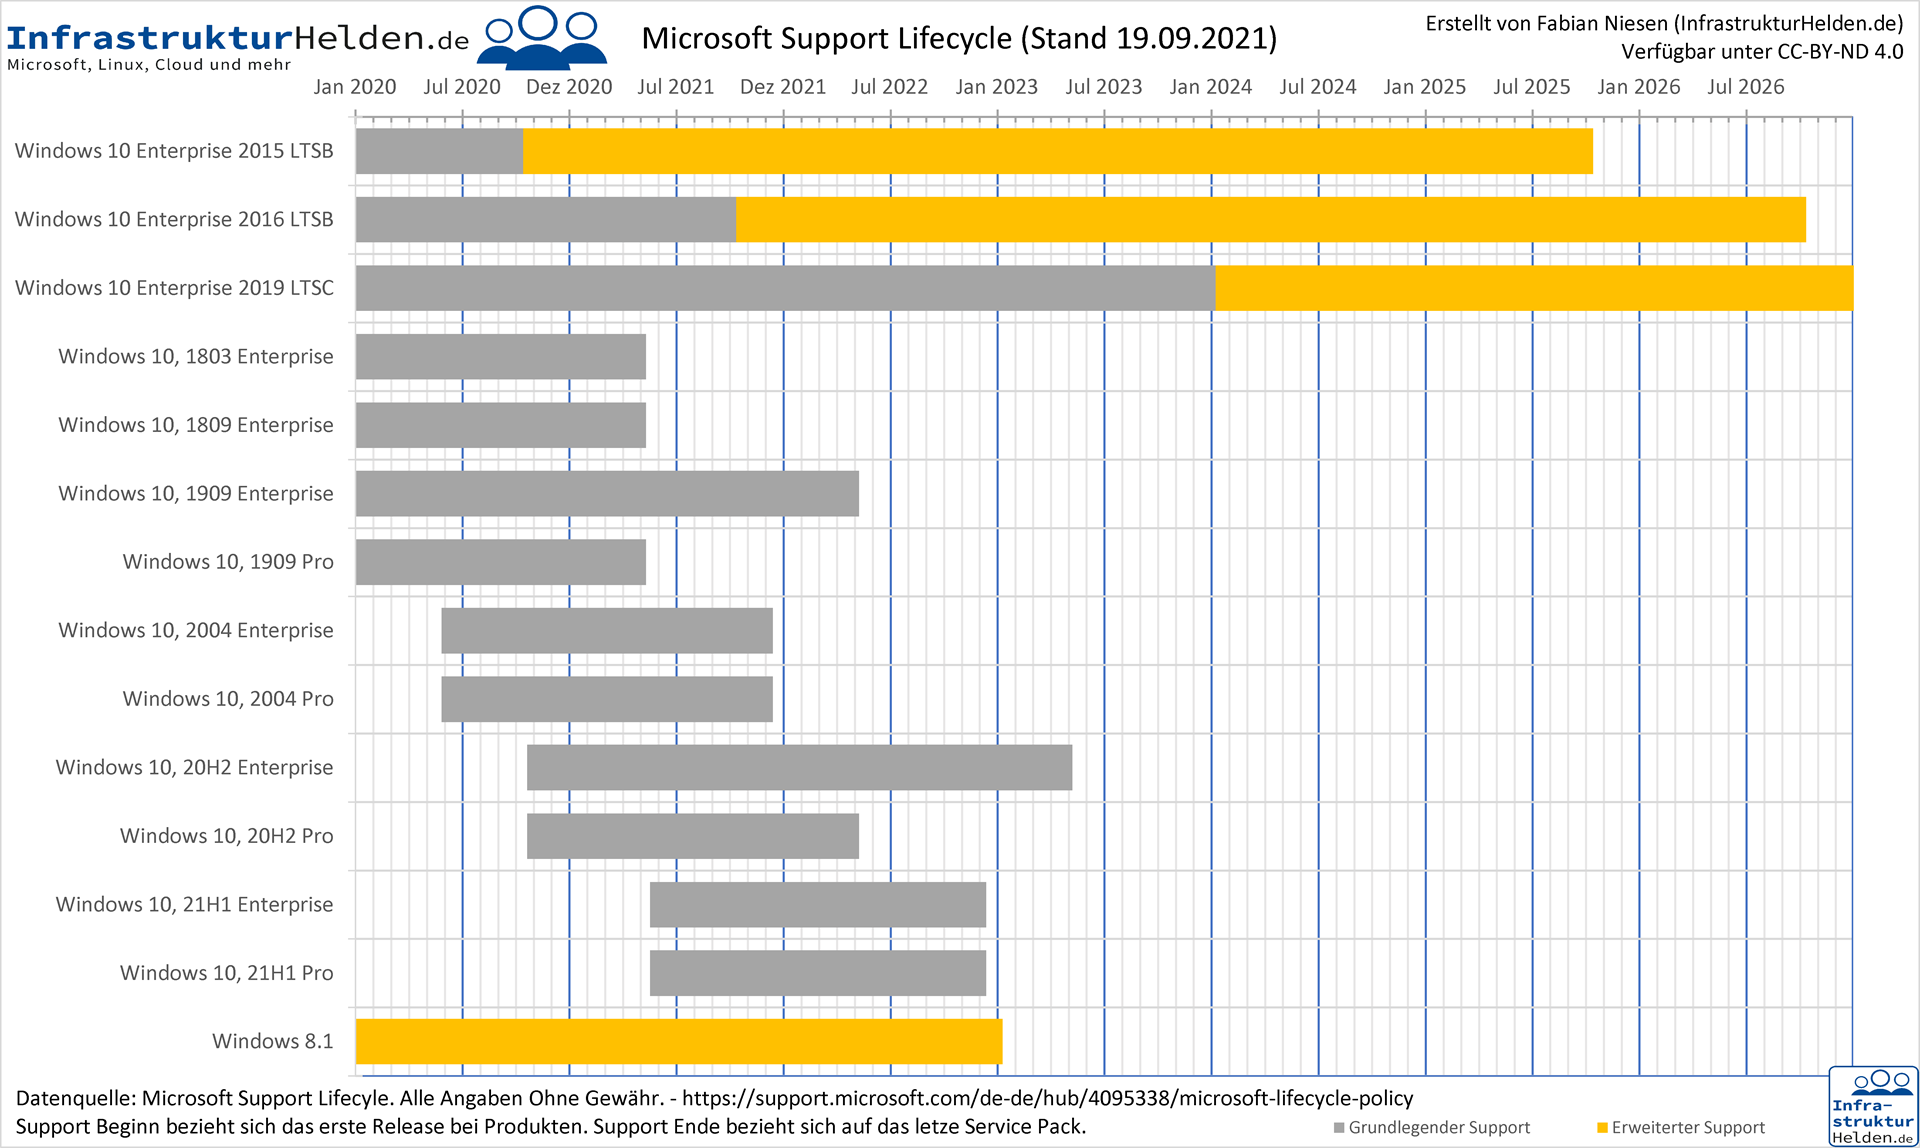 InfrastrukturHelden.de
Microsoft, Linux, Cloud und mehr
Microsoft Support Lifecycle (Stand 19.09.2021)
Erstellt von Fabian Niesen (InfrastrukturHelden.de)
Verfügbar unter CC-BY-ND 4.0
Jan 2020 Jul 2020 Dez 2020 Jul 2021 Dez 2021 Jul 2022 Jan 2023 Jul 2023 Jan 2024 Jul 2024 Jan 2025 Jul 2025 Jan 2026 Jul 2026
Windows 10 Enterprise 2015 LTSB
Windows 10 Enterprise 2016 LTSB
Windows 10 Enterprise 2019 LTSC
Windows 10, 1803 Enterprise
Windows 10, 1809 Enterprise
Windows 10, 1909 Enterprise
Windows 10, 1909 Pro
Windows 10, 2004 Enterprise
Windows 10, 2004 Pro
Windows 10, 20H2 Enterprise
Windows 10, 20H2 Pro
Windows 10, 21H1 Enterprise
Windows 10, 21H1 Pro
Windows 8.1
Datenquelle: Microsoft Support Lifecyle. Alle Angaben Ohne Gewähr. - https://support.microsoft.com/de-de/hub/4095338/microsoft-lifecycle-policy
Support Beginn bezieht sich das erste Release bei Produkten. Support Ende bezieht sich auf das letze Service Pack.
Grundlegender Support
Erweiterter Support
Infra-
struktur
Helden.de